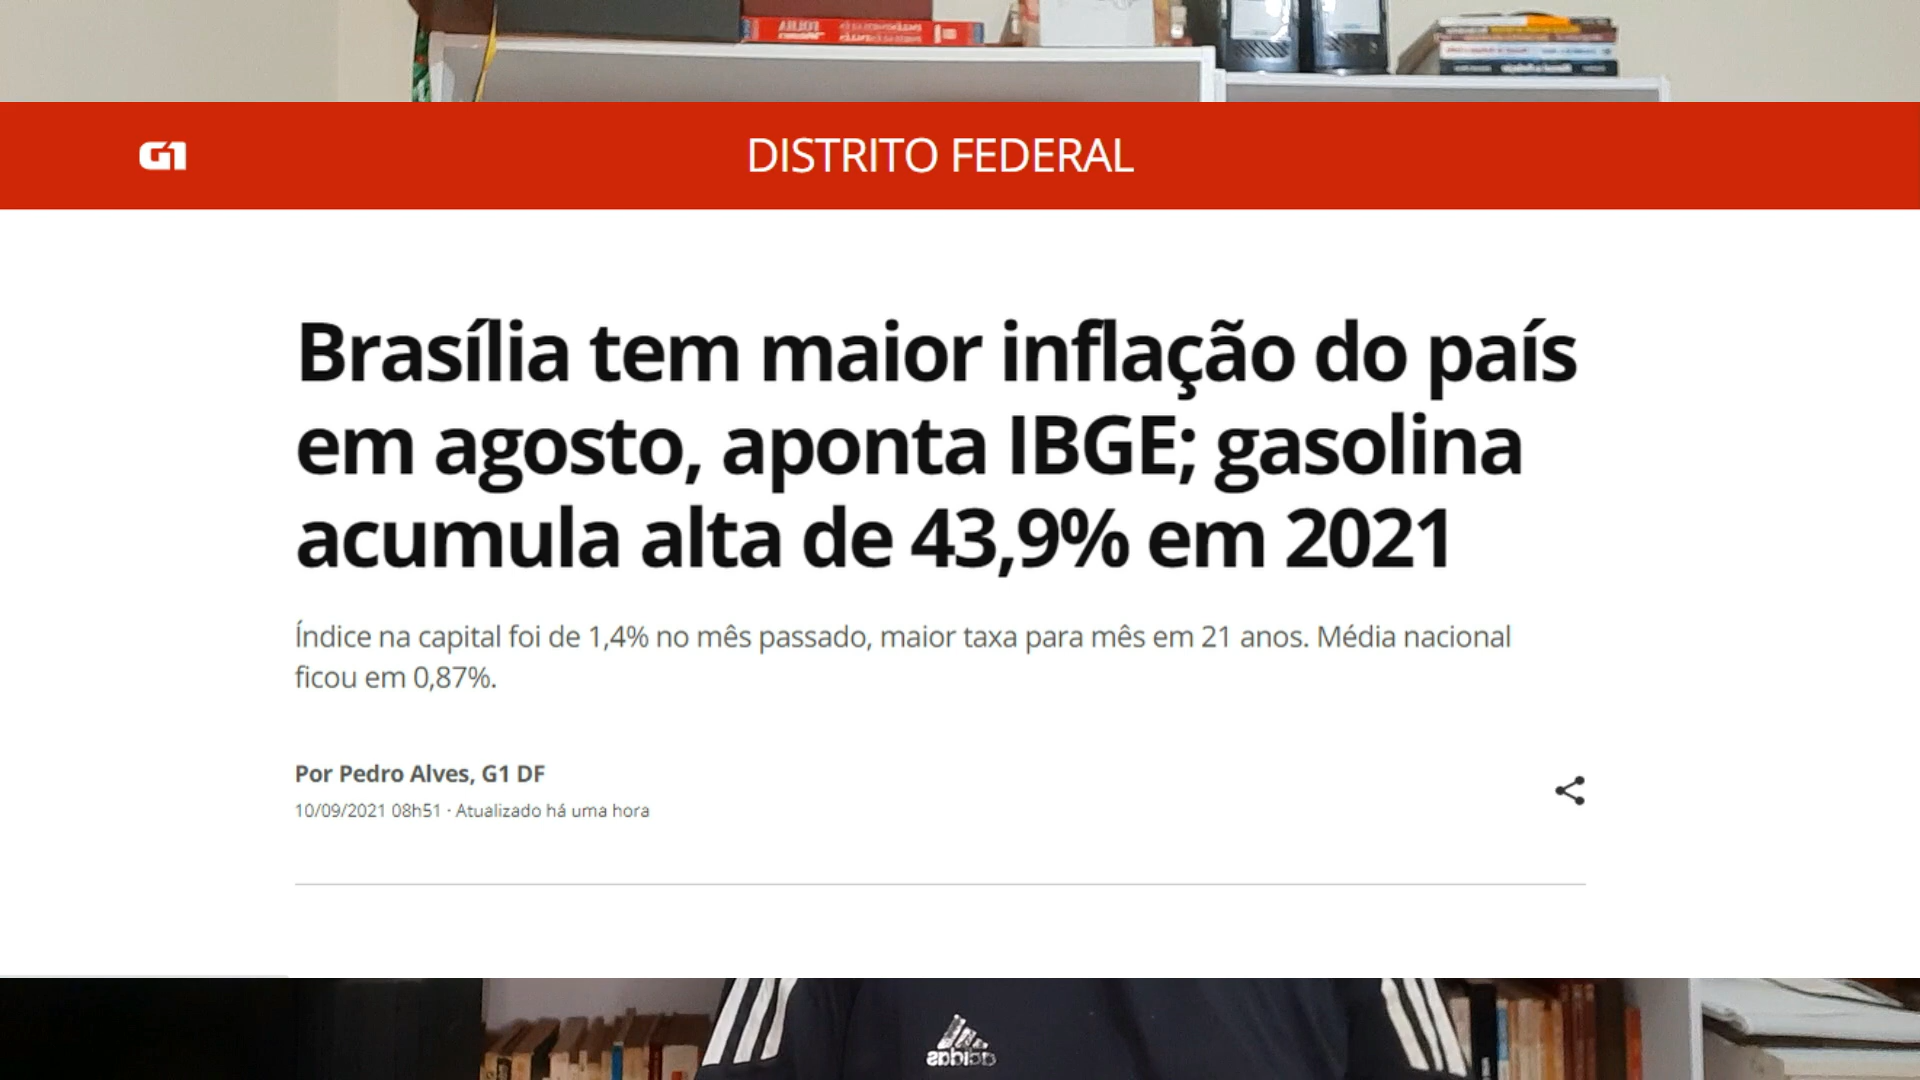 G1
DISTRITO FEDERAL
Brasília tem maior inflação do país
em agosto, aponta IBGE; gasolina
acumula alta de 43,9% em 2021
Índice na capital foi de 1,4% no mês passado, maior taxa para mês em 21 anos. Média nacional
ficou em 0,87%.
Por Pedro Alves, G1 DF
10/09/2021 08h51 · Atualizado há uma hora
adidas